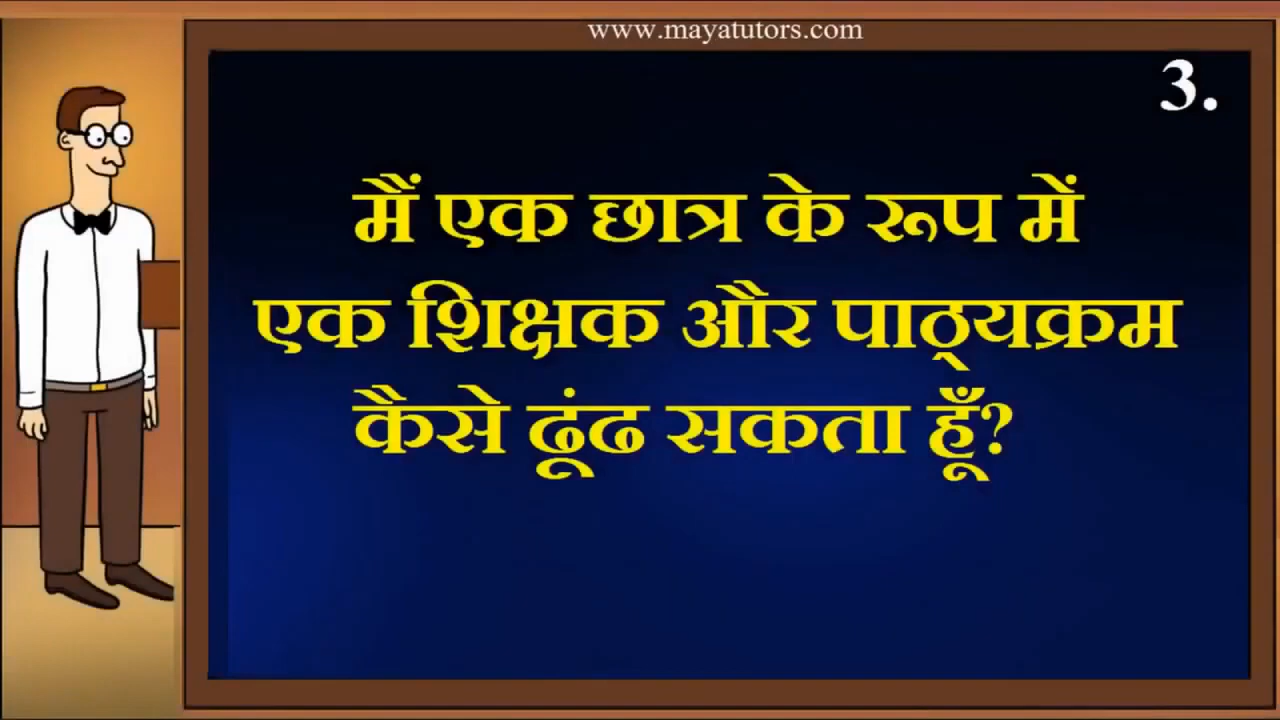 www.mayatutors.com
3.
मैं एक छात्र के रूप में
एक शिक्षक और पाठ्यक्रम
कैसे ढूंढ सकता हूँ?